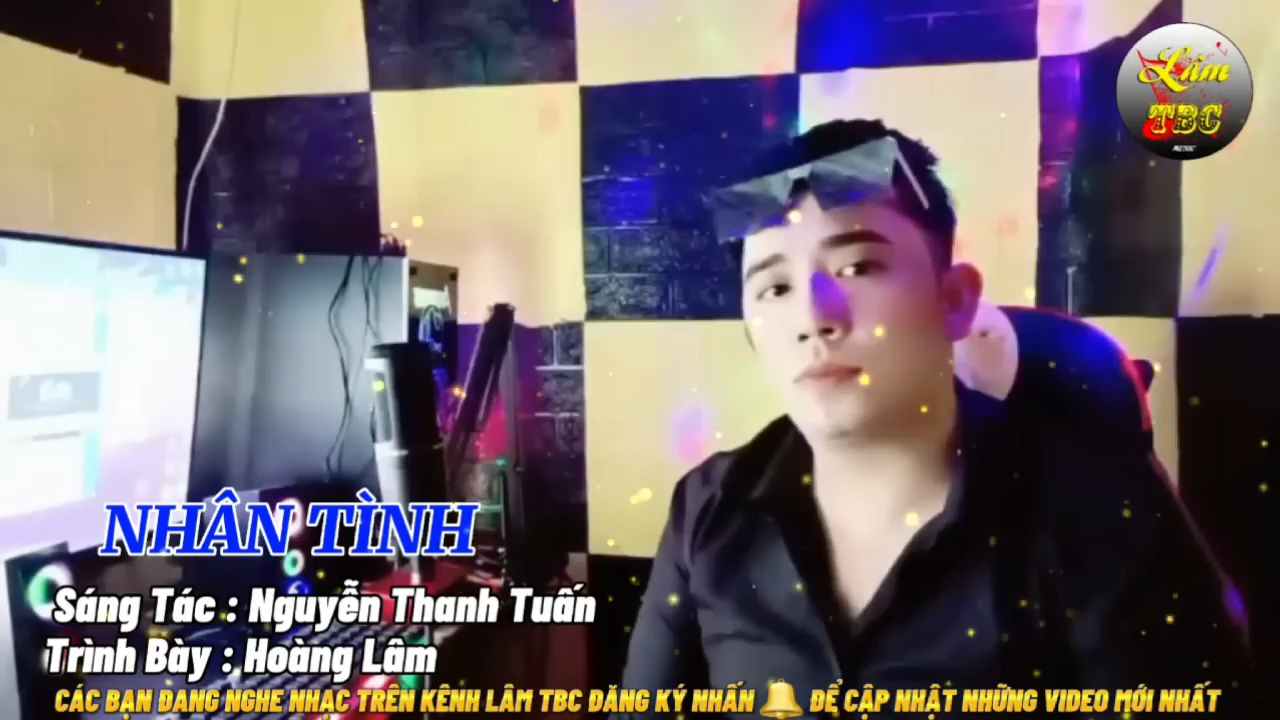 Lâm
TBC
MUSIC
NHÂN TÌNH
Sáng Tác : Nguyễn Thanh Tuấn
Trình Bày : Hoàng Lâm
CÁC BẠN ĐANG NGHE NHẠC TRÊN KÊNH LÂM TBC ĐĂNG KÝ NHẤN 🔔 ĐỂ CẬP NHẬT NHỮNG VIDEO MỚI NHẤT